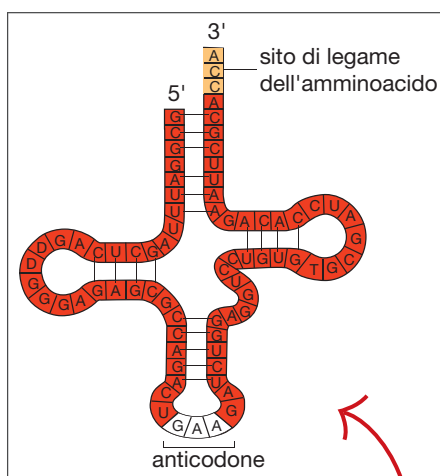 3'
5'
sito di legame
dell'amminoacido
A C C A C G C U U A A G A C A C C U A G C G T G U G U C C U G G A G G U C U A G
G C G G A U U U A G C U C A G D D G G G A G A G C G C C A G A C U
G A A
anticodone